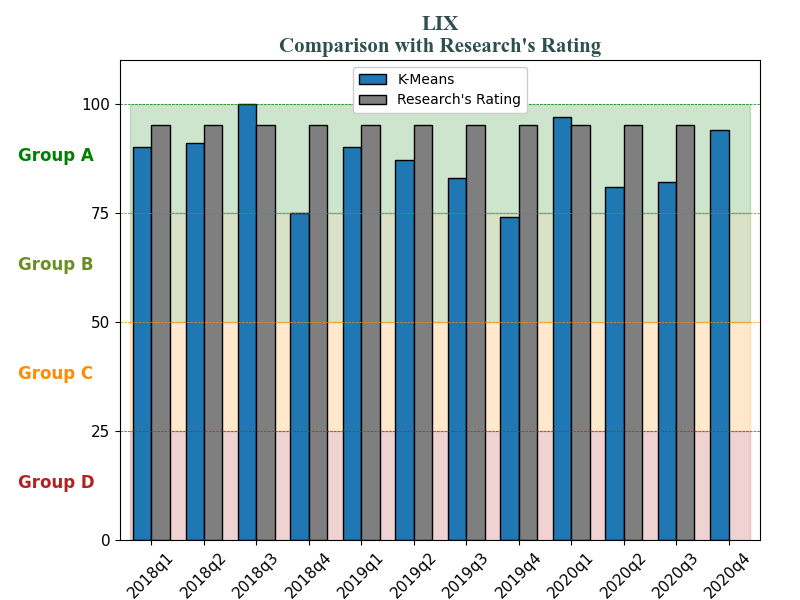 LIX
Comparison with Research's Rating
K-Means
Research's Rating
100
Group A
75
Group B
50
Group C
25
Group D
0
2018q1
2018q2
2018q3
2018q4
2019q1
2019q2
2019q3
2019q4
2020q1
2020q2
2020q3
2020q4